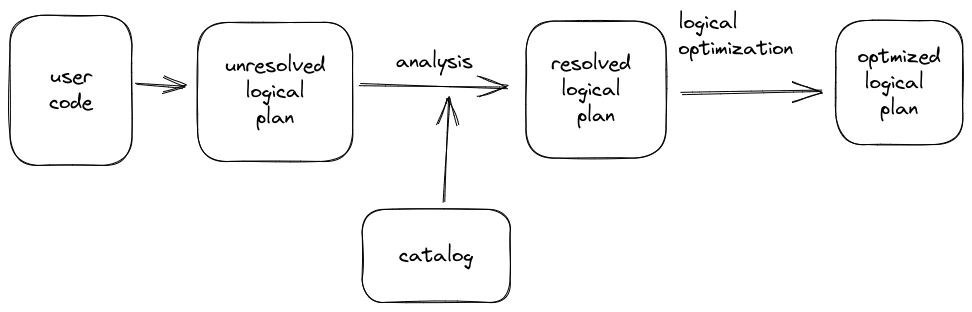 user
code
unresolved
logical
plan
analysis
resolved
logical
plan
logical
optimization
optmized
logical
plan
catalog